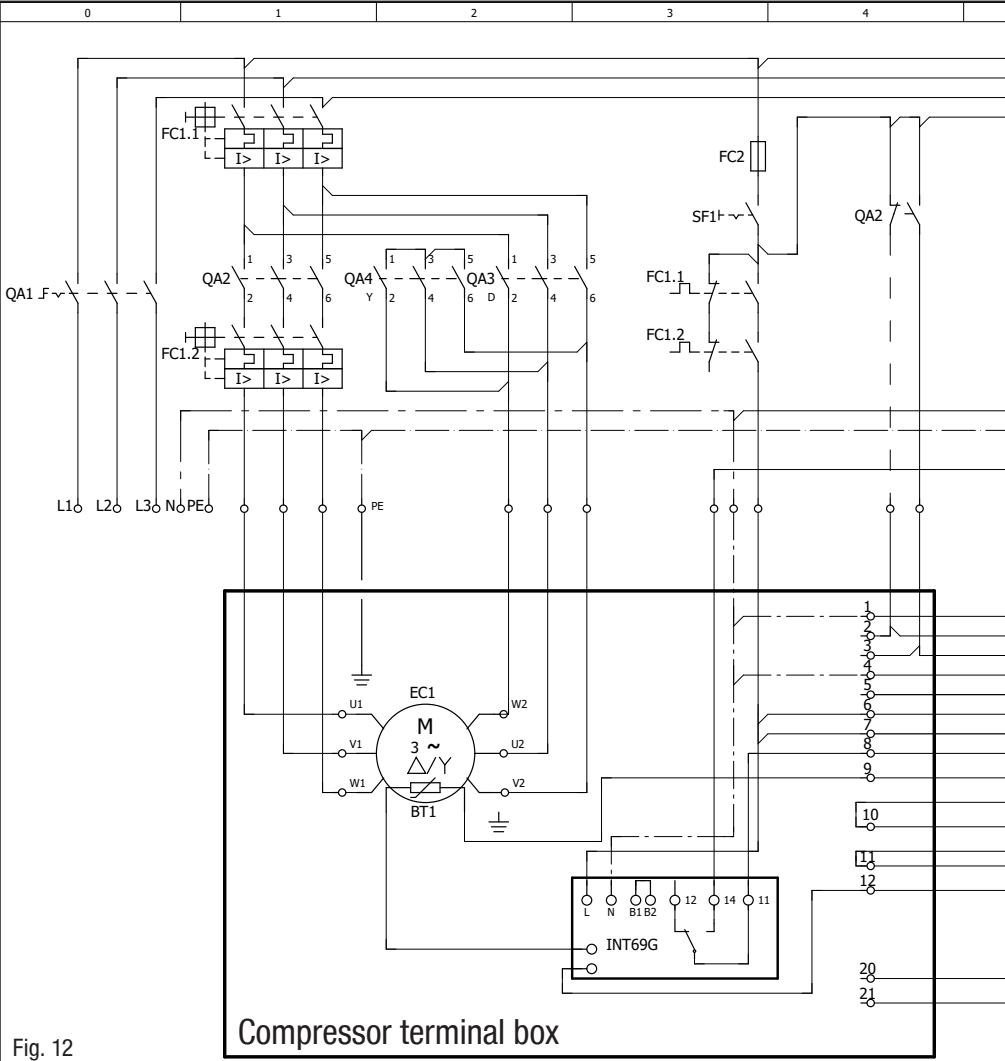 0 1 2 3 4
FC1.1
I> I> I>
FC2
SF1
QA2
1 3 5 1 3 5 1 3 5
QA1 QA2 QA4 QA3 FC1.1
Y D
2 4 6 2 4 6 2 4 6
FC1.2 FC1.2
I> I> I>
L1 L2 L3 N PE PE
1
2
3
4
5
6
7
8
9
10
11
12
20
21
EC1
U1 W2
M
V1 3 ~ U2
△/Y
W1 V2
BT1
L N B1 B2 12 14 11
INT69G
Compressor terminal box
Fig. 12